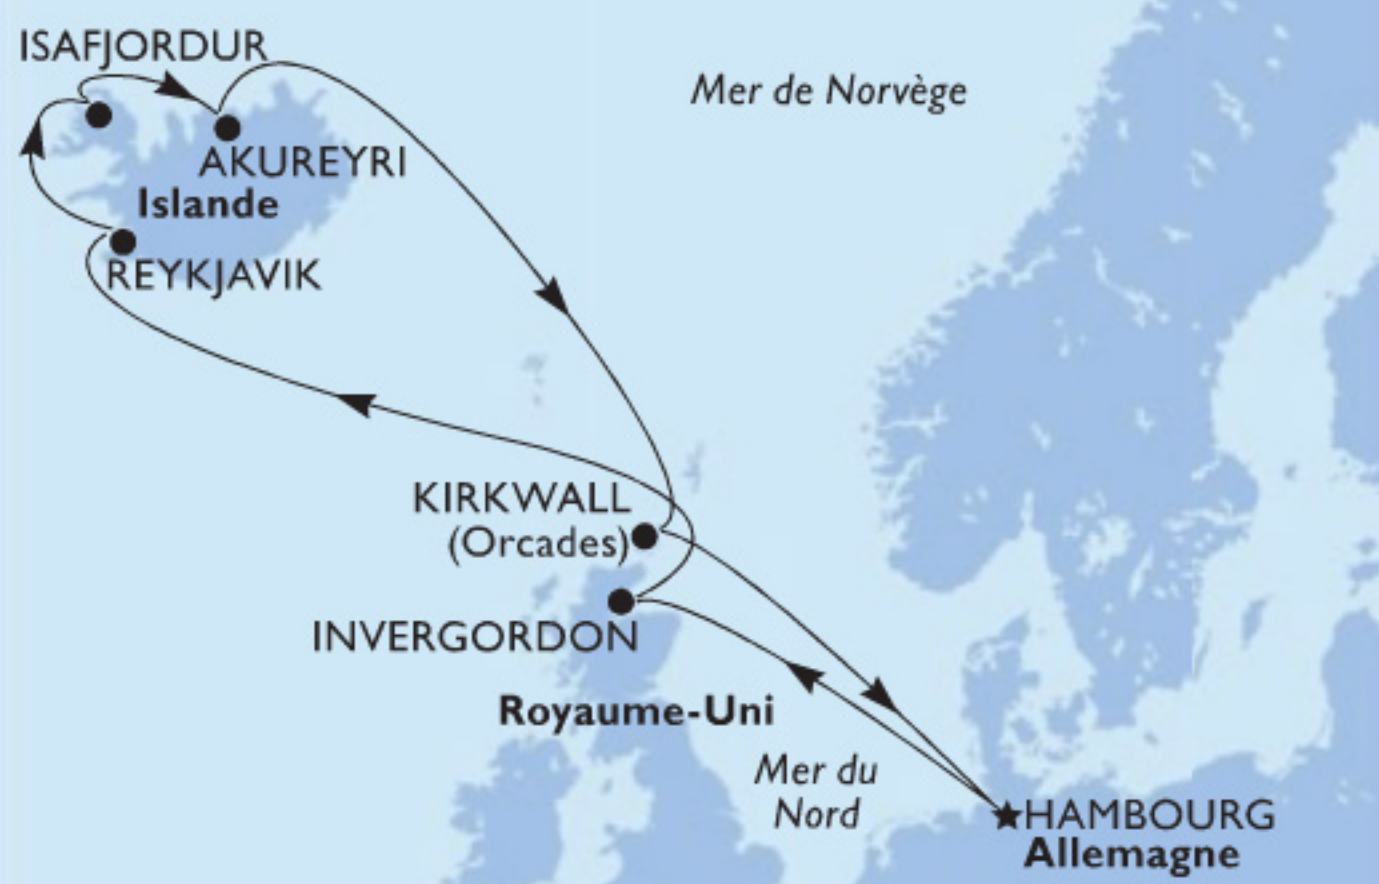 ISAFJORDUR
Mer de Norvège
AKUREYRI
Islande
REYKJAVIK
KIRKWALL
(Orcades)
INVERGORDON
Royaume-Uni
Mer du
Nord
HAMBOURG
Allemagne